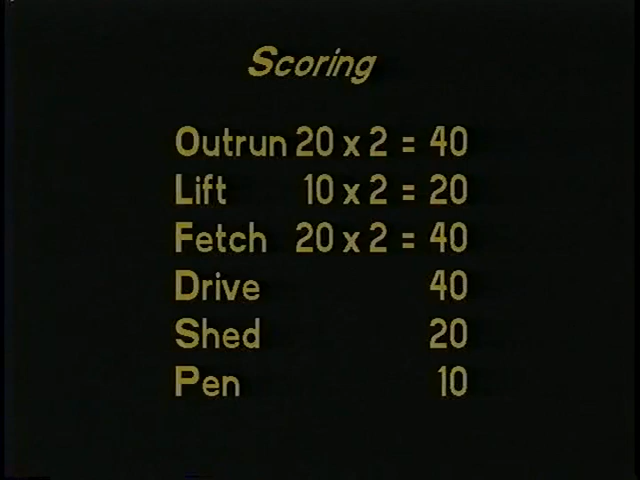 Scoring
Outrun 20 x 2 = 40
Lift 10 x 2 = 20
Fetch 20 x 2 = 40
Drive 40
Shed 20
Pen 10